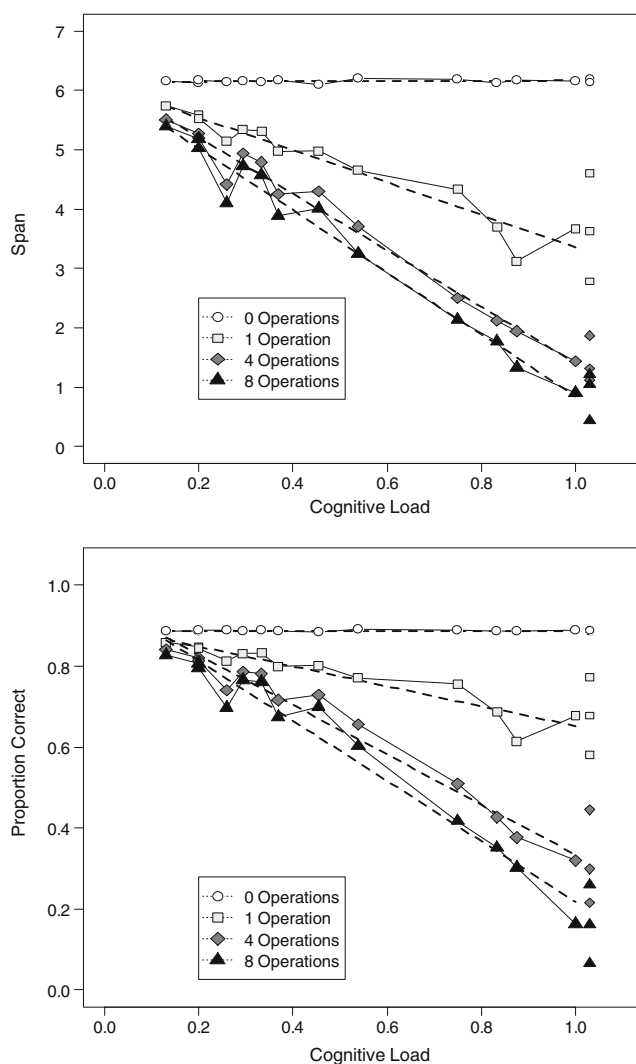 7
6
5
4
3
2
1
0
Span
0 Operations
1 Operation
4 Operations
8 Operations
0.0 0.2 0.4 0.6 0.8 1.0
Cognitive Load
1.0
0.8
0.6
0.4
0.2
0.0
Proportion Correct
0 Operations
1 Operation
4 Operations
8 Operations
0.0 0.2 0.4 0.6 0.8 1.0
Cognitive Load